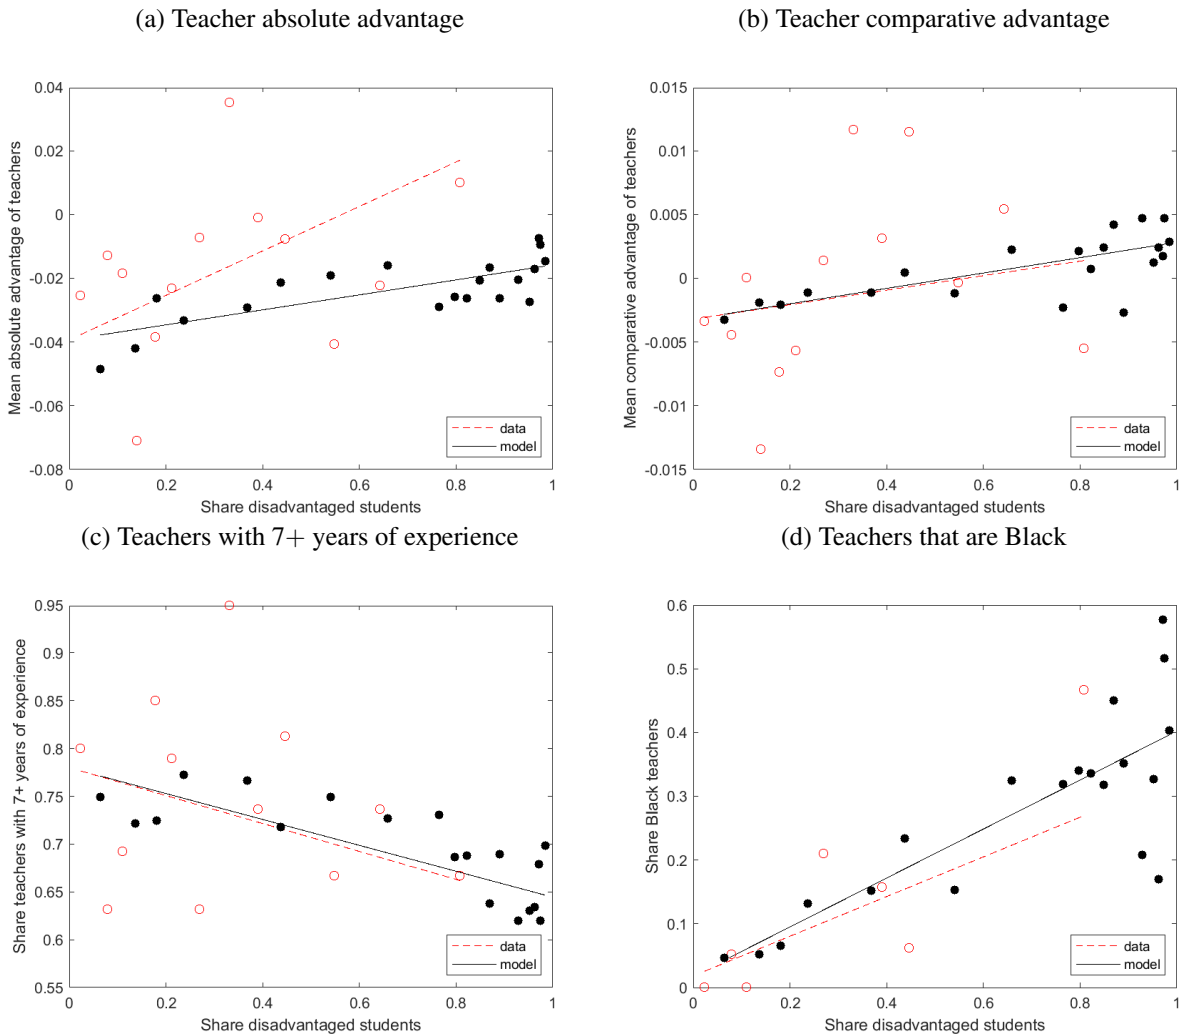 (a) Teacher absolute advantage
0.04
0.02
0
-0.02
-0.04
-0.06
-0.08
Mean absolute advantage of teachers
data
model
0 0.2 0.4 0.6 0.8 1
Share disadvantaged students
(b) Teacher comparative advantage
0.015
0.01
0.005
0
-0.005
-0.01
-0.015
Mean comparative advantage of teachers
data
model
0 0.2 0.4 0.6 0.8 1
Share disadvantaged students
(c) Teachers with 7+ years of experience
0.95
0.9
0.85
0.8
0.75
0.7
0.65
0.6
0.55
Share teachers with 7+ years of experience
data
model
0 0.2 0.4 0.6 0.8 1
Share disadvantaged students
(d) Teachers that are Black
0.6
0.5
0.4
0.3
0.2
0.1
0
Share Black teachers
data
model
0 0.2 0.4 0.6 0.8 1
Share disadvantaged students